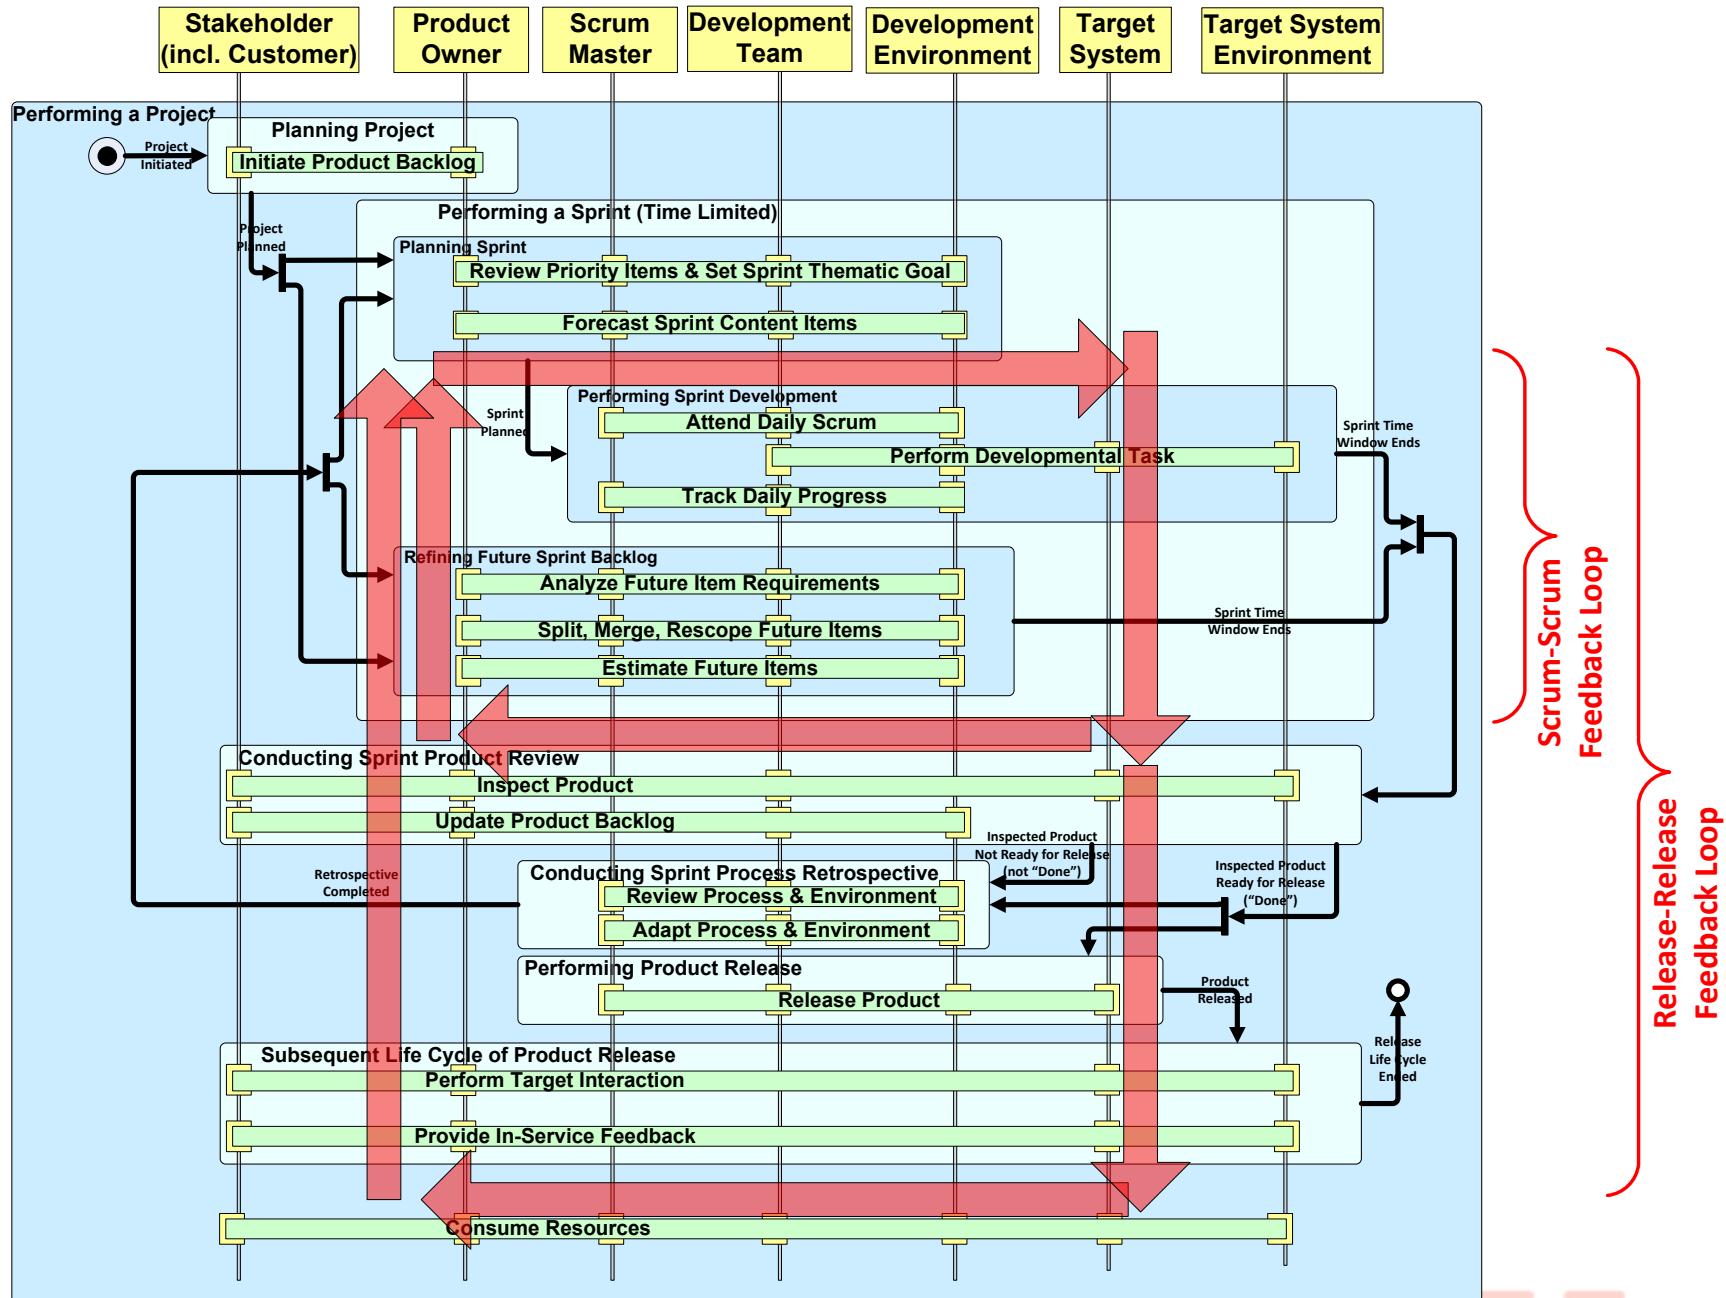 Stakeholder
(incl. Customer)
Product
Owner
Scrum
Master
Development
Team
Development
Environment
Target
System
Target System
Environment
Performing a Project
Planning Project
Project
Initiated
Initiate Product Backlog
Performing a Sprint (Time Limited)
Project
Planned
Planning Sprint
Review Priority Items & Set Sprint Thematic Goal
Forecast Sprint Content Items
Performing Sprint Development
Sprint
Planned
Attend Daily Scrum
Sprint Time
Window Ends
Perform Developmental Task
Track Daily Progress
Refining Future Sprint Backlog
Analyze Future Item Requirements
Sprint Time
Window Ends
Split, Merge, Rescope Future Items
Estimate Future Items
Scrum-Scrum
Feedback Loop
Conducting Sprint Product Review
Inspect Product
Update Product Backlog
Inspected Product
Not Ready for Release
(not “Done”)
Inspected Product
Ready for Release
(“Done”)
Retrospective
Completed
Conducting Sprint Process Retrospective
Review Process & Environment
Adapt Process & Environment
Release-Release
Feedback Loop
Performing Product Release
Release Product
Product
Released
Release
Life Cycle
Ended
Subsequent Life Cycle of Product Release
Perform Target Interaction
Provide In-Service Feedback
Consume Resources